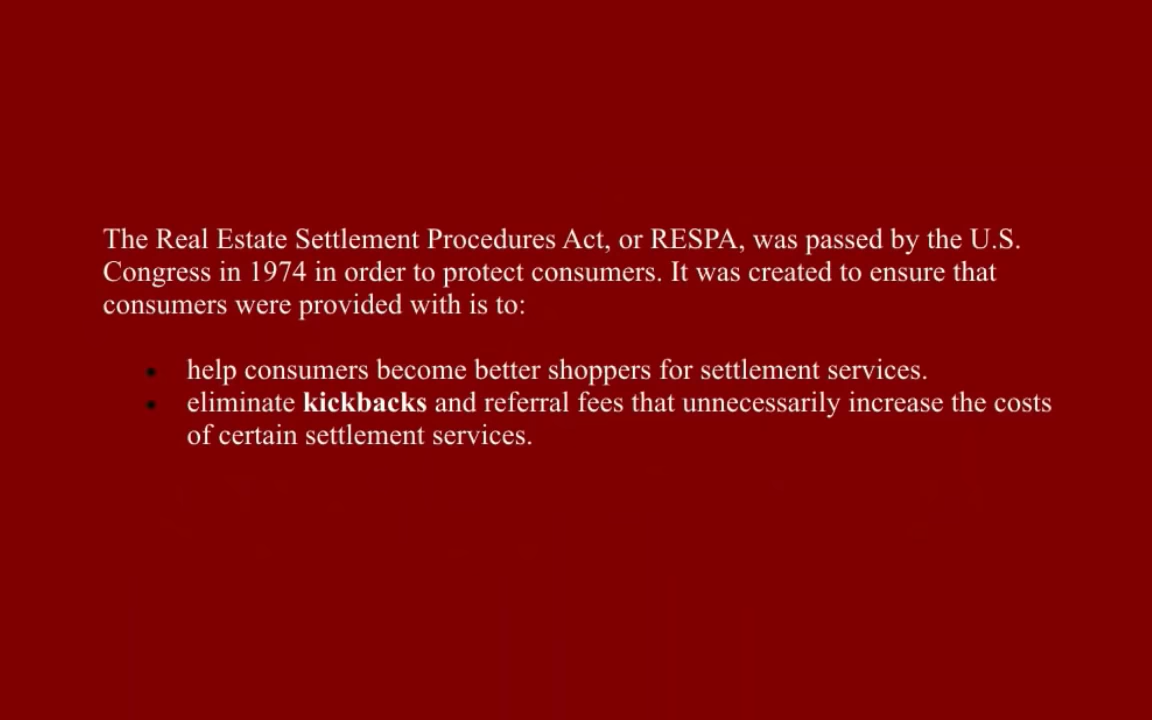 The Real Estate Settlement Procedures Act, or RESPA, was passed by the U.S.
Congress in 1974 in order to protect consumers. It was created to ensure that
consumers were provided with is to:
• help consumers become better shoppers for settlement services.
• eliminate kickbacks and referral fees that unnecessarily increase the costs
of certain settlement services.